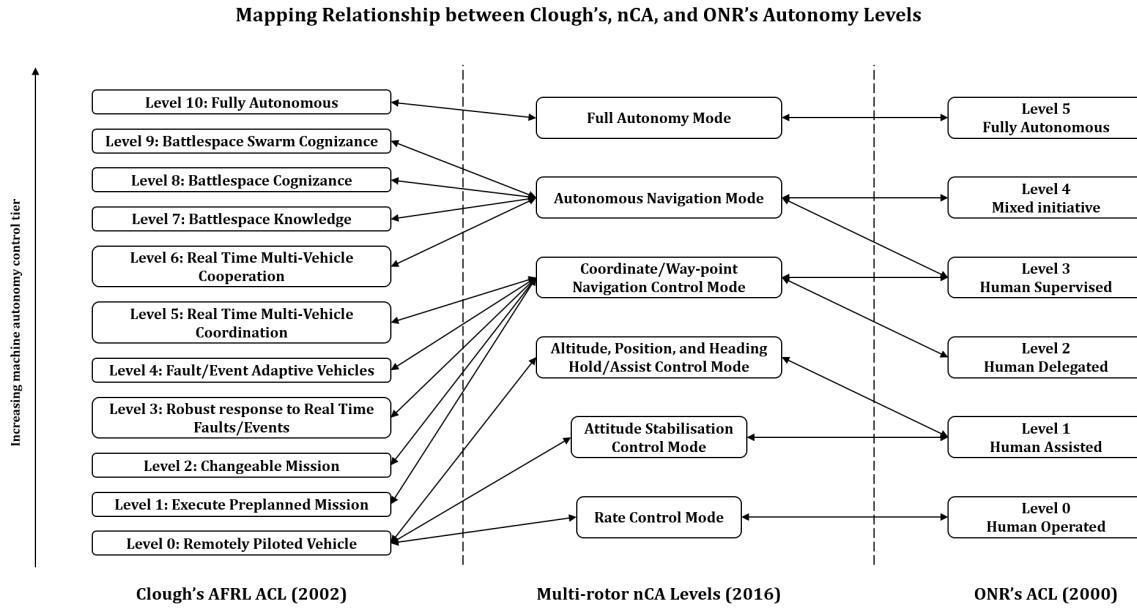 Mapping Relationship between Clough's, nCA, and ONR's Autonomy Levels
Increasing machine autonomy control tier
Level 10: Fully Autonomous
Level 9: Battlespace Swarm Cognizance
Level 8: Battlespace Cognizance
Level 7: Battlespace Knowledge
Level 6: Real Time Multi-Vehicle
Cooperation
Level 5: Real Time Multi-Vehicle
Coordination
Level 4: Fault/Event Adaptive Vehicles
Level 3: Robust response to Real Time
Faults/Events
Level 2: Changeable Mission
Level 1: Execute Preplanned Mission
Level 0: Remotely Piloted Vehicle
Clough's AFRL ACL (2002)
Full Autonomy Mode
Autonomous Navigation Mode
Coordinate/Way-point
Navigation Control Mode
Altitude, Position, and Heading
Hold/Assist Control Mode
Attitude Stabilisation
Control Mode
Rate Control Mode
Multi-rotor nCA Levels (2016)
Level 5
Fully Autonomous
Level 4
Mixed initiative
Level 3
Human Supervised
Level 2
Human Delegated
Level 1
Human Assisted
Level 0
Human Operated
ONR's ACL (2000)